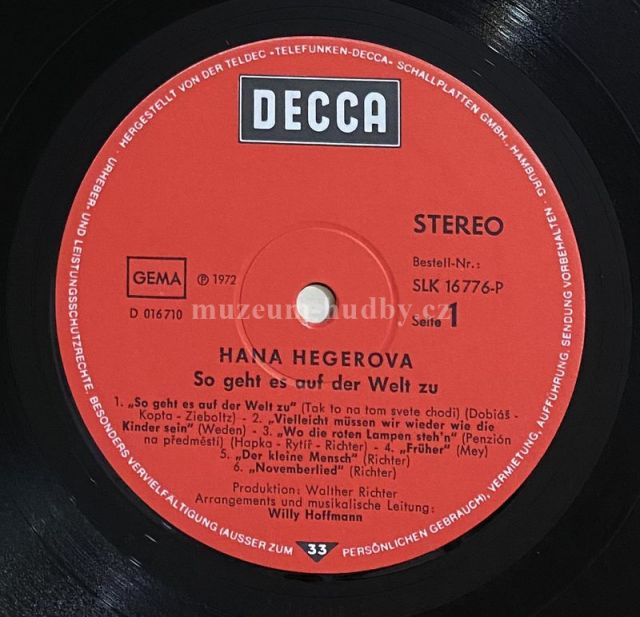 · HERGESTELLT VON DER TELDEC »TELEFUNKEN-DECCA« SCHALLPLATTEN GMBH., HAMBURG ·
URHEBER- UND LEISTUNGSSCHUTZRECHTE, BESONDERS VERVIELFÄLTIGUNG (AUSSER ZUM PERSÖNLICHEN GEBRAUCH), VERMIETUNG, AUFFÜHRUNG, SENDUNG VORBEHALTEN ·
DECCA
STEREO
Bestell-Nr.:
SLK 16776-P
GEMA
℗ 1972
D 016710
muzeum-hudby.cz
Seite 1
HANA HEGEROVA
So geht es auf der Welt zu
1. „So geht es auf der Welt zu" (Tak to na tom svete chodi) (Dobiáš -
Kopta - Zieboltz) - 2. „Vielleicht müssen wir wieder wie die
Kinder sein" (Weden) - 3. „Wo die roten Lampen steh'n" (Penzión
na předměstí) (Hapka - Rytíř - Richter) - 4. „Früher" (Mey)
5. „Der kleine Mensch" (Richter)
6. „Novemberlied" (Richter)
Produktion: Walther Richter
Arrangements und musikalische Leitung:
Willy Hoffmann
33